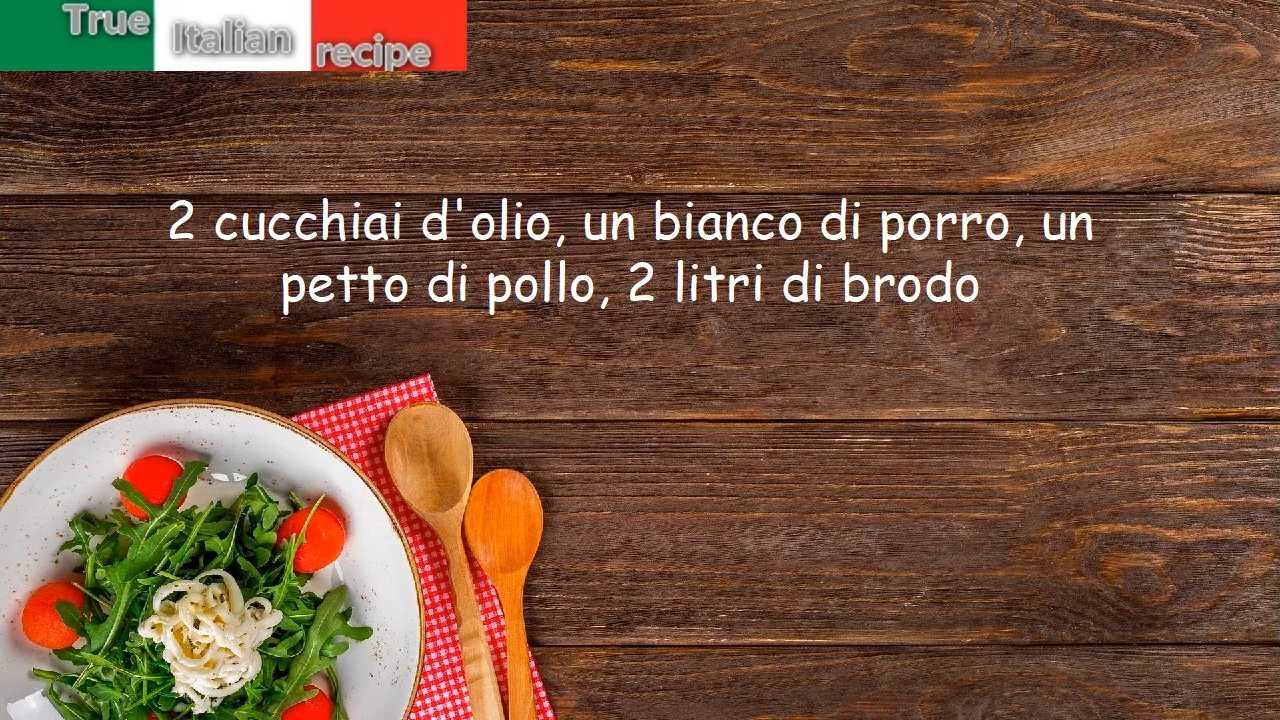 True Italian recipe
2 cucchiai d'olio, un bianco di porro, un
petto di pollo, 2 litri di brodo